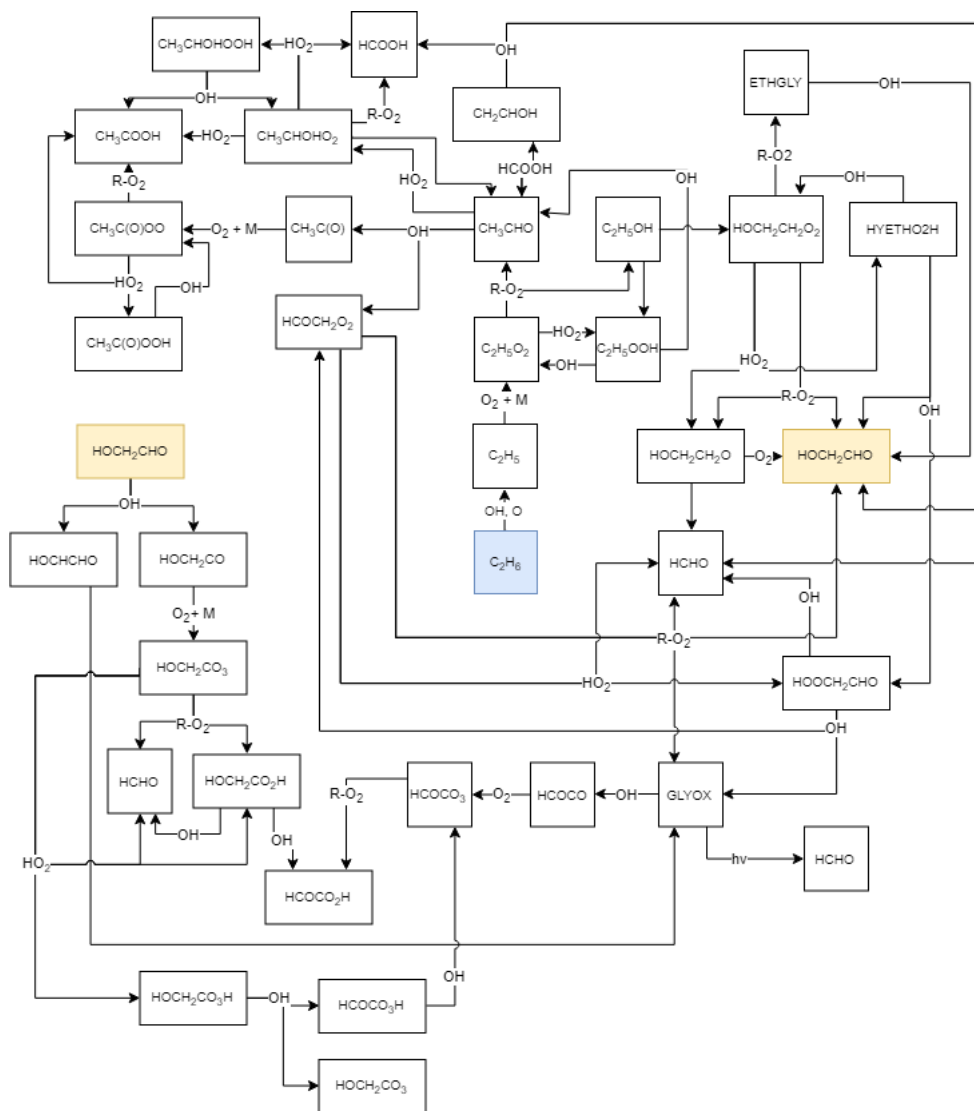 CH₃CHOHOOH
HO₂
HCOOH
OH
ETHGLY
OH
OH
R-O₂
CH₂CHOH
CH₃COOH
HO₂
CH₃CHOHO₂
R-O2
HCOOH
R-O₂
HO₂
OH
OH
CH₃C(O)OO
O₂ + M
CH₃C(O)
OH
CH₃CHO
C₂H₅OH
HOCH₂CH₂O₂
HYETHO2H
HO₂
OH
R-O₂
HCOCH₂O₂
CH₃C(O)OOH
C₂H₅O₂
HO₂
C₂H₅OOH
HO₂
OH
R-O₂
O₂ + M
OH
HOCH₂CHO
C₂H₅
HOCH₂CH₂O
O₂
HOCH₂CHO
OH
OH, O
HOCHCHO
HOCH₂CO
C₂H₆
HCHO
OH
O₂+ M
R-O₂
HOCH₂CO₃
HO₂
HOOCH₂CHO
R-O₂
OH
HCHO
HOCH₂CO₂H
R-O₂
HCOCO₃
O₂
HCOCO
OH
GLYOX
OH
OH
HO₂
hv
HCHO
HCOCO₂H
OH
HOCH₂CO₃H
OH
HCOCO₃H
HOCH₂CO₃